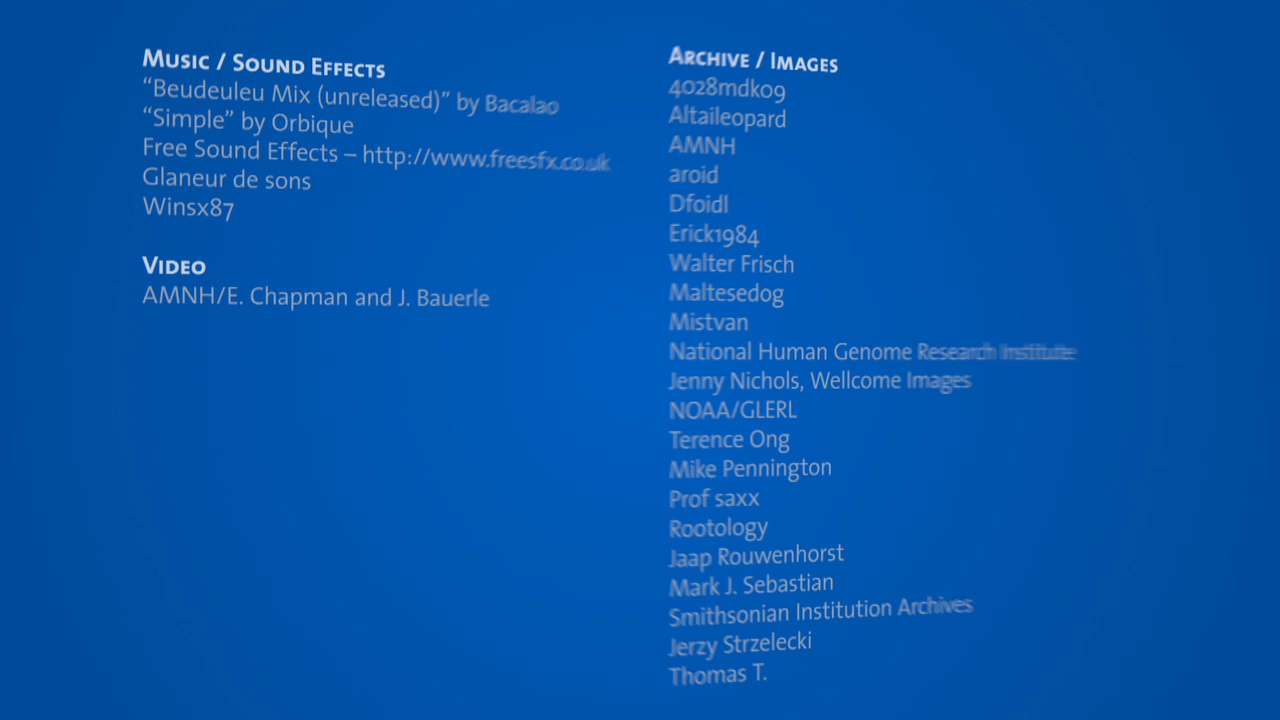 Music / Sound Effects
“Beudeuleu Mix (unreleased)” by Bacalao
“Simple” by Orbique
Free Sound Effects – http://www.freesfx.co.uk
Glaneur de sons
Winsx87
Video
AMNH/E. Chapman and J. Bauerle
Archive / Images
4028mdk09
Altaileopard
AMNH
aroid
Dfoidl
Erick1984
Walter Frisch
Maltesedog
Mistvan
National Human Genome Research Institute
Jenny Nichols, Wellcome Images
NOAA/GLERL
Terence Ong
Mike Pennington
Prof saxx
Rootology
Jaap Rouwenhorst
Mark J. Sebastian
Smithsonian Institution Archives
Jerzy Strzelecki
Thomas T.